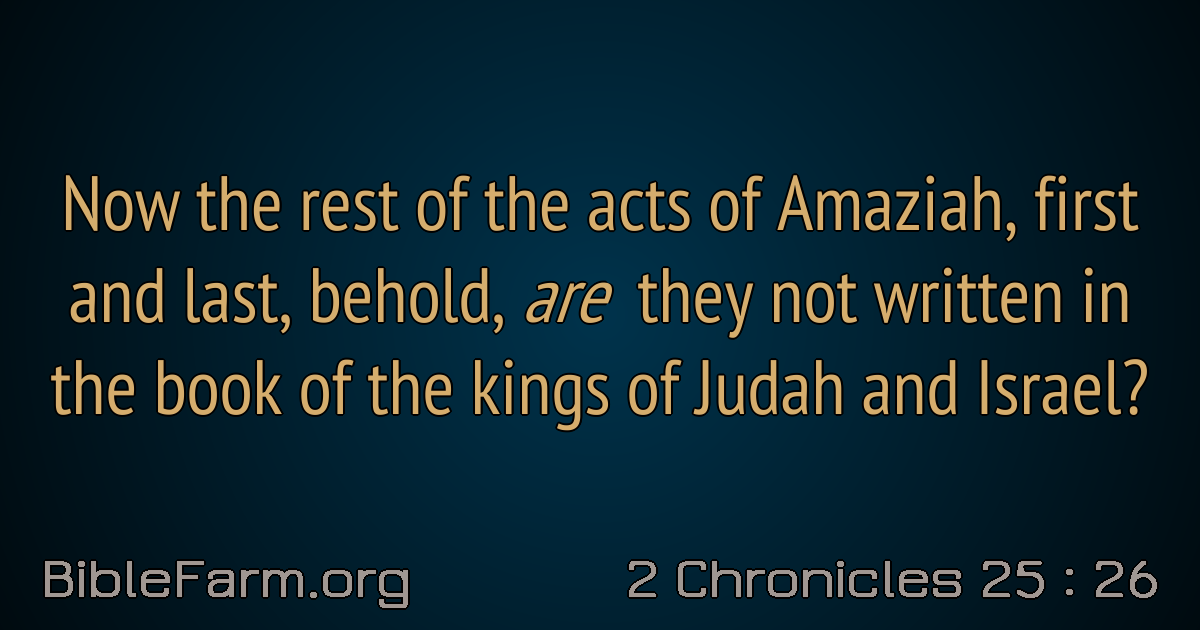 Now the rest of the acts of Amaziah, first
and last, behold, are they not written in
the book of the kings of Judah and Israel?
BibleFarm.org
2 Chronicles 25 : 26